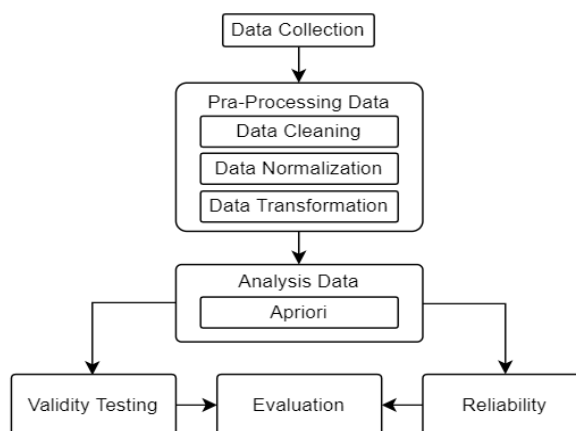 Data Collection
Pra-Processing Data
Data Cleaning
Data Normalization
Data Transformation
Analysis Data
Apriori
Validity Testing
Evaluation
Reliability